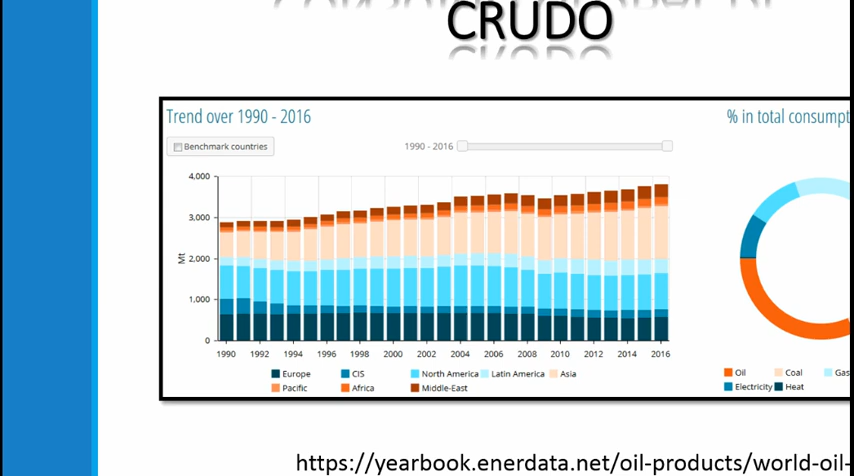 CRUDO
Trend over 1990 - 2016
% in total consumpt
Benchmark countries
1990 - 2016
4,000
3,000
2,000
1,000
0
Mt
1990 1992 1994 1996 1998 2000 2002 2004 2006 2008 2010 2012 2014 2016
Europe CIS North America Latin America Asia
Pacific Africa Middle-East
Oil Coal Gas
Electricity Heat
https://yearbook.enerdata.net/oil-products/world-oil-